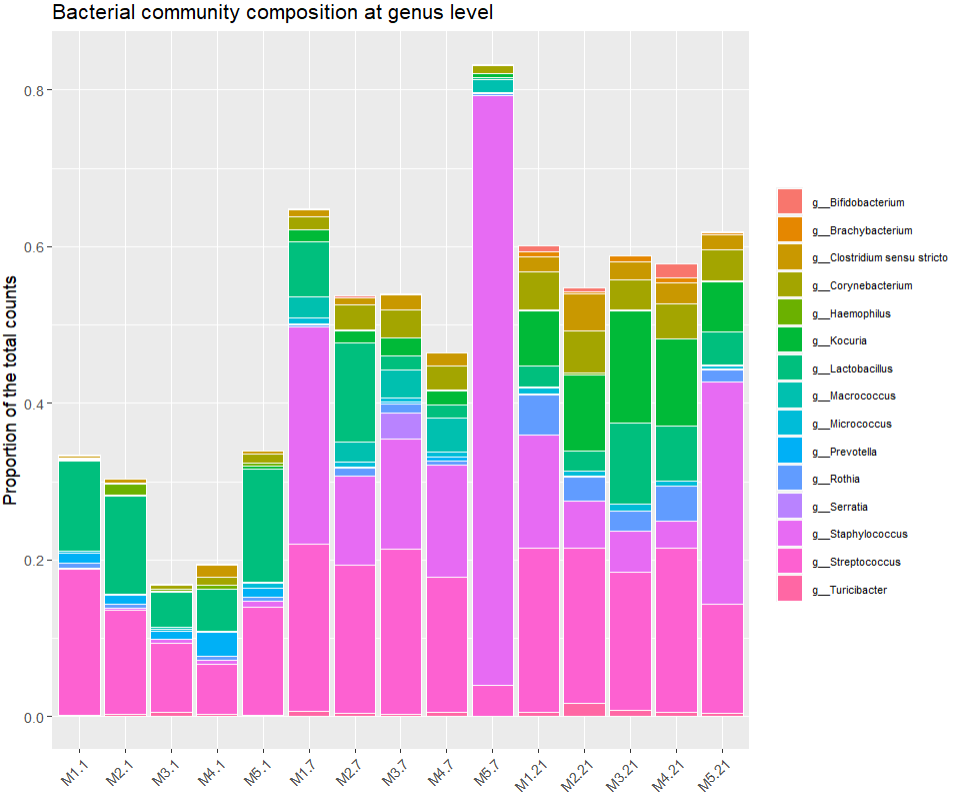 Bacterial community composition at genus level
Proportion of the total counts
0.8
0.6
0.4
0.2
0.0
M1.1
M2.1
M3.1
M4.1
M5.1
M1.7
M2.7
M3.7
M4.7
M5.7
M1.21
M2.21
M3.21
M4.21
M5.21
g__Bifidobacterium
g__Brachybacterium
g__Clostridium sensu stricto
g__Corynebacterium
g__Haemophilus
g__Kocuria
g__Lactobacillus
g__Macrococcus
g__Micrococcus
g__Prevotella
g__Rothia
g__Serratia
g__Staphylococcus
g__Streptococcus
g__Turicibacter